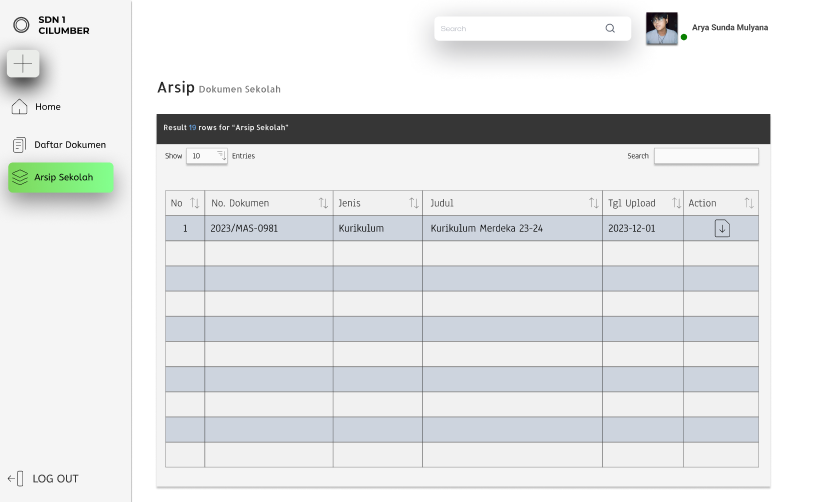 SDN 1
CILUMBER
Search
Arya Sunda Mulyana
Home
Daftar Dokumen
Arsip Sekolah
LOG OUT
Arsip Dokumen Sekolah
Result 19 rows for "Arsip Sekolah"
Show 10 Entries Search
No No. Dokumen Jenis Judul Tgl Upload Action
1 2023/MAS-0981 Kurikulum Kurikulum Merdeka 23-24 2023-12-01